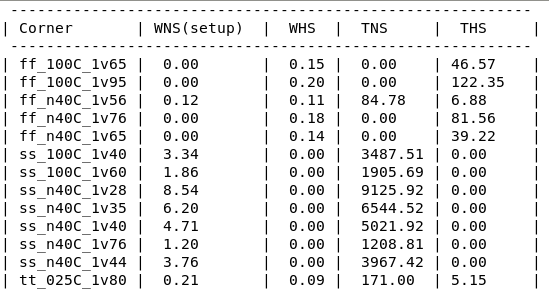 | Corner | WNS(setup) | WHS | TNS | THS |
| ff_100C_1v65 | 0.00 | 0.15 | 0.00 | 46.57
| ff_100C_1v95 | 0.00 | 0.20 | 0.00 | 122.35
| ff_n40C_1v56 | 0.12 | 0.11 | 84.78 | 6.88
| ff_n40C_1v76 | 0.00 | 0.18 | 0.00 | 81.56
| ff_n40C_1v65 | 0.00 | 0.14 | 0.00 | 39.22
| ss_100C_1v40 | 3.34 | 0.00 | 3487.51 | 0.00 |
| ss_100C_1v60 | 1.86 | 0.00 | 1905.69 | 0.00 |
| ss_n40C_1v28 | 8.54 | 0.00 | 9125.92 | 0.00 |
| ss_n40C_1v35 | 6.20 | 0.00 | 6544.52 | 0.00 |
| ss_n40C_1v40 | 4.71 | 0.00 | 5021.92 | 0.00 |
| ss_n40C_1v76 | 1.20 | 0.00 | 1208.81 | 0.00 |
| ss_n40C_1v44 | 3.76 | 0.00 | 3967.42 | 0.00 |
| tt_025C_1v80 | 0.21 | 0.09 | 171.00 | 5.15 |